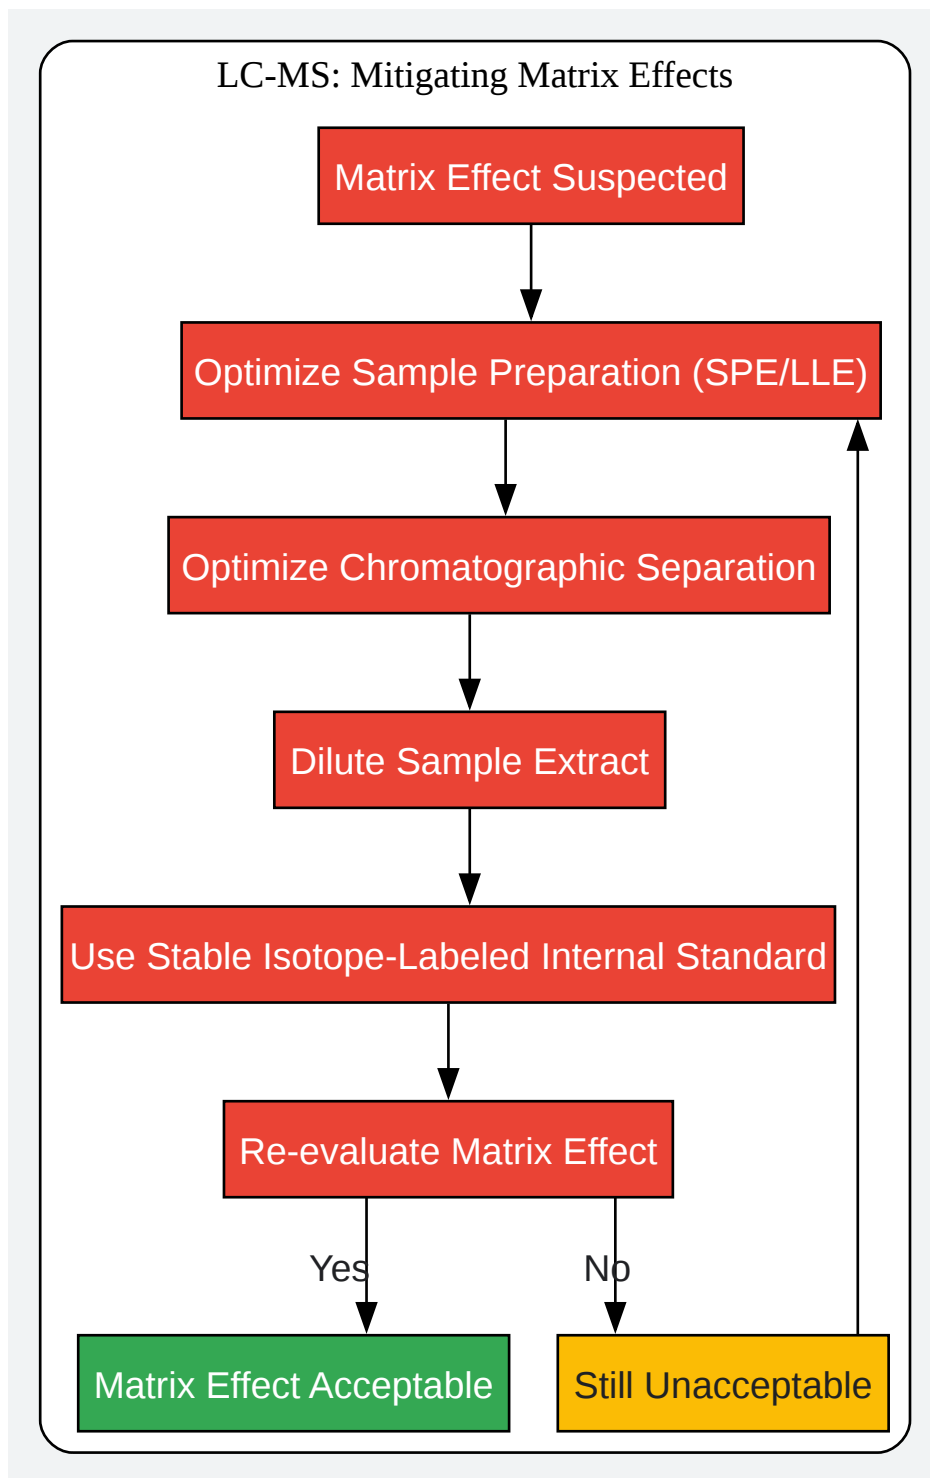 LC-MS: Mitigating Matrix Effects
Matrix Effect Suspected
Optimize Sample Preparation (SPE/LLE)
Optimize Chromatographic Separation
Dilute Sample Extract
Use Stable Isotope-Labeled Internal Standard
Re-evaluate Matrix Effect
Yes
No
Matrix Effect Acceptable
Still Unacceptable